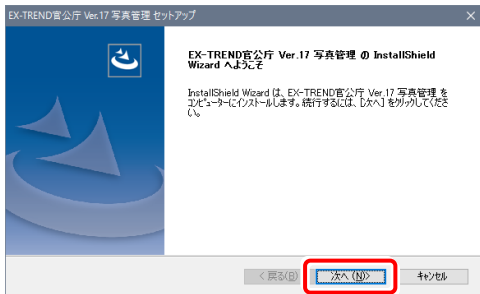 EX-TREND官公庁 Ver.17 写真管理 セットアップ
EX-TREND官公庁 Ver.17 写真管理 の InstallShield
Wizard へようこそ
InstallShield Wizard は、EX-TREND官公庁 Ver.17 写真管理 を
コンピューターにインストールします。続行するには、[次へ] をクリックしてくださ
い。
< 戻る(B)
次へ (N)>
キャンセル